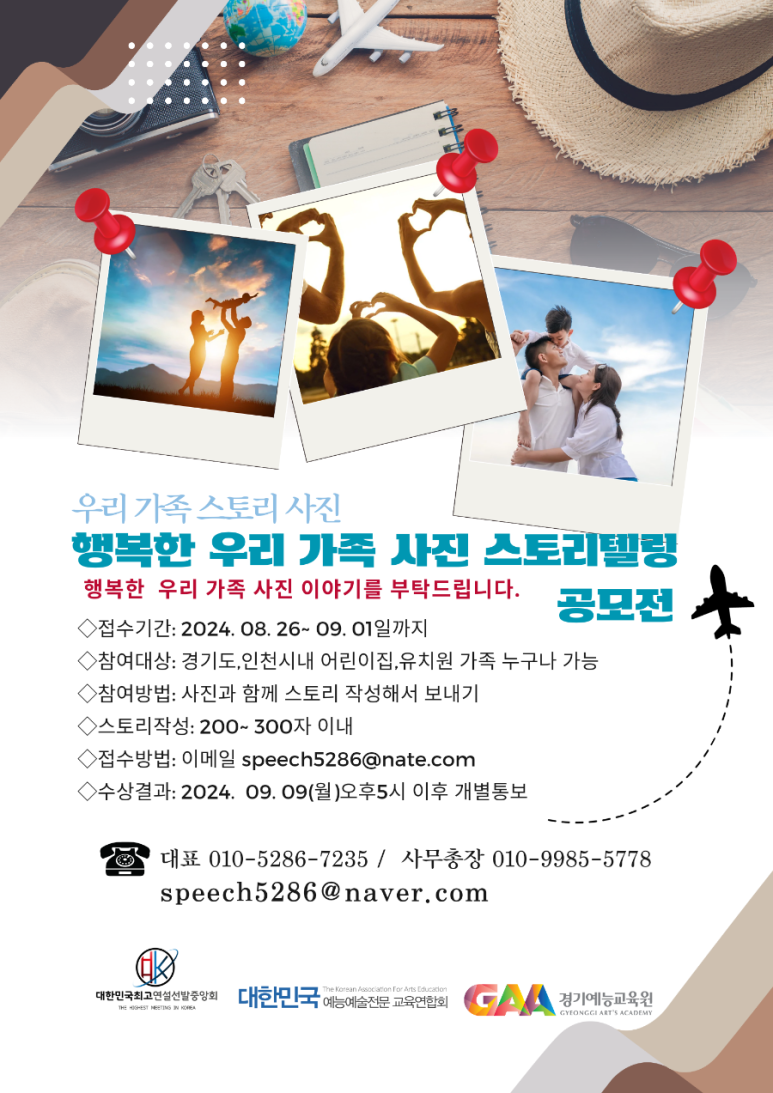 우리 가족 스토리 사진
행복한 우리 가족 사진 스토리텔링
행복한 우리 가족 사진 이야기를 부탁드립니다.
공모전
◇접수기간: 2024. 08. 26~ 09. 01일까지
◇참여대상: 경기도,인천시내 어린이집,유치원 가족 누구나 가능
◇참여방법: 사진과 함께 스토리 작성해서 보내기
◇스토리작성: 200~ 300자 이내
◇접수방법: 이메일 speech5286@nate.com
◇수상결과: 2024. 09. 09(월)오후5시 이후 개별통보
대표 010-5286-7235 / 사무총장 010-9985-5778
speech5286@naver.com
대한민국최고연설선발중앙회
THE HIGHEST MEETING IN KOREA
대한민국 The Korean Association For Arts Education
예능예술전문 교육연합회
GAA 경기예능교육원
GYEONGGI ART'S ACADEMY